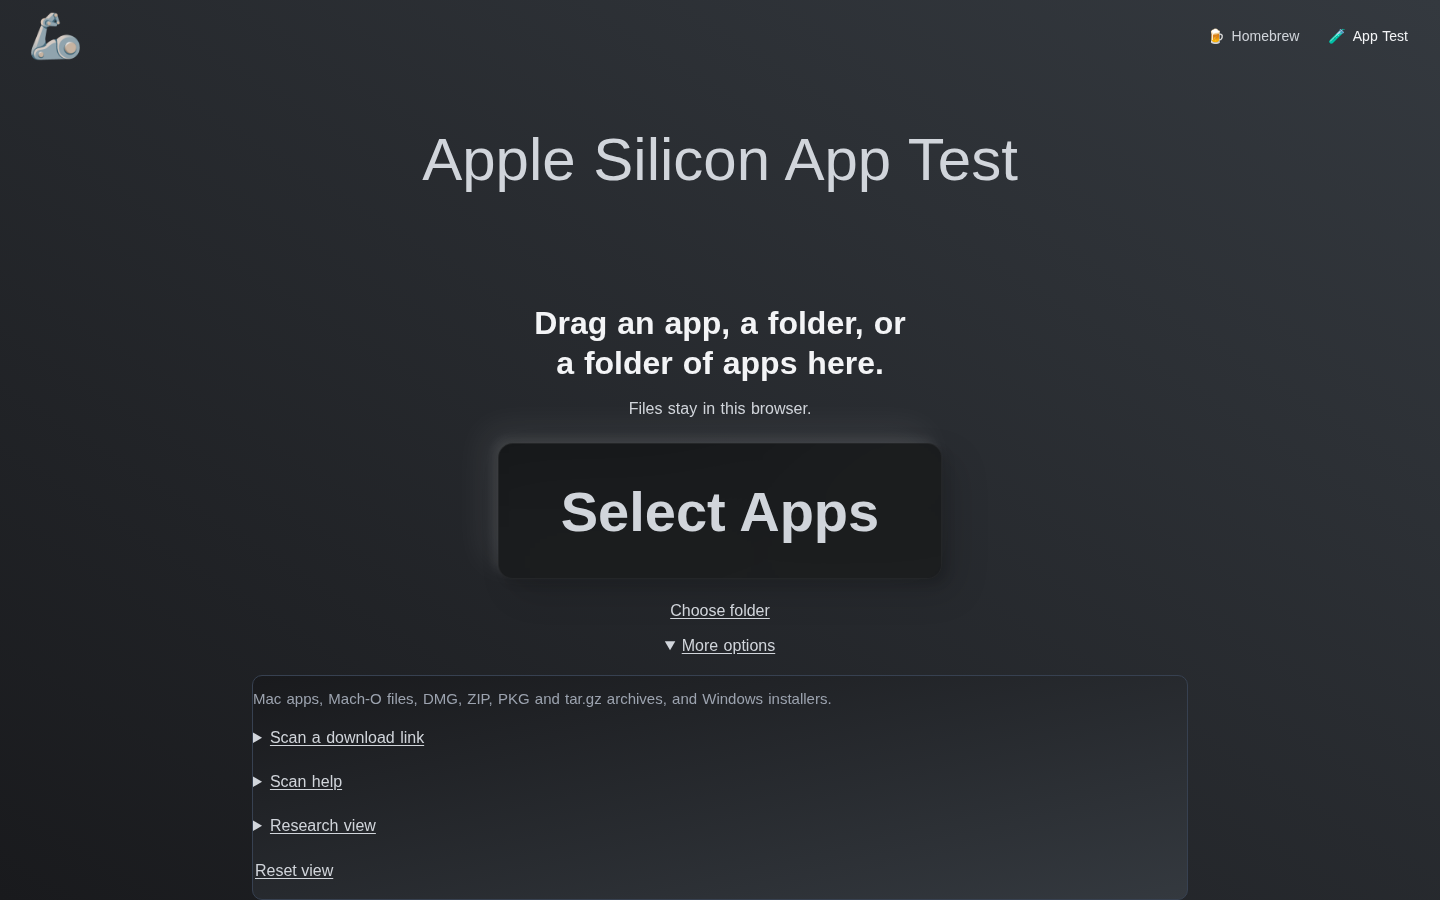 Homebrew
App Test
Apple Silicon App Test
Drag an app, a folder, or
a folder of apps here.
Files stay in this browser.
Select Apps
Choose folder
More options
Mac apps, Mach-O files, DMG, ZIP, PKG and tar.gz archives, and Windows installers.
Scan a download link
Scan help
Research view
Reset view